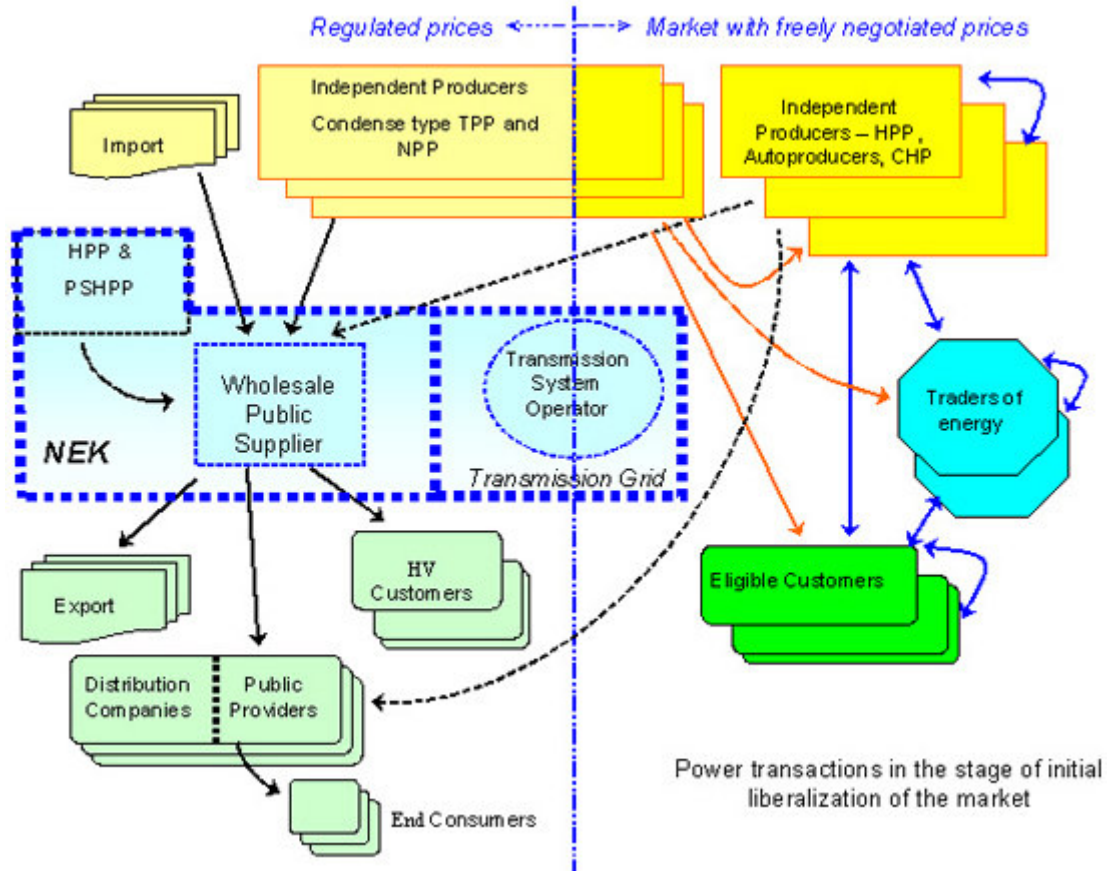 Regulated prices
Market with freely negotiated prices
Import
Independent Producers
Condense type TPP and
NPP
Independent
Producers – HPP,
Autoproducers, CHP
HPP &
PSHPP
Wholesale
Public
Supplier
NEK
Transmission
System
Operator
Transmission Grid
Traders of
energy
Export
HV
Customers
Eligible Customers
Distribution
Companies
Public
Providers
End Consumers
Power transactions in the stage of initial
liberalization of the market